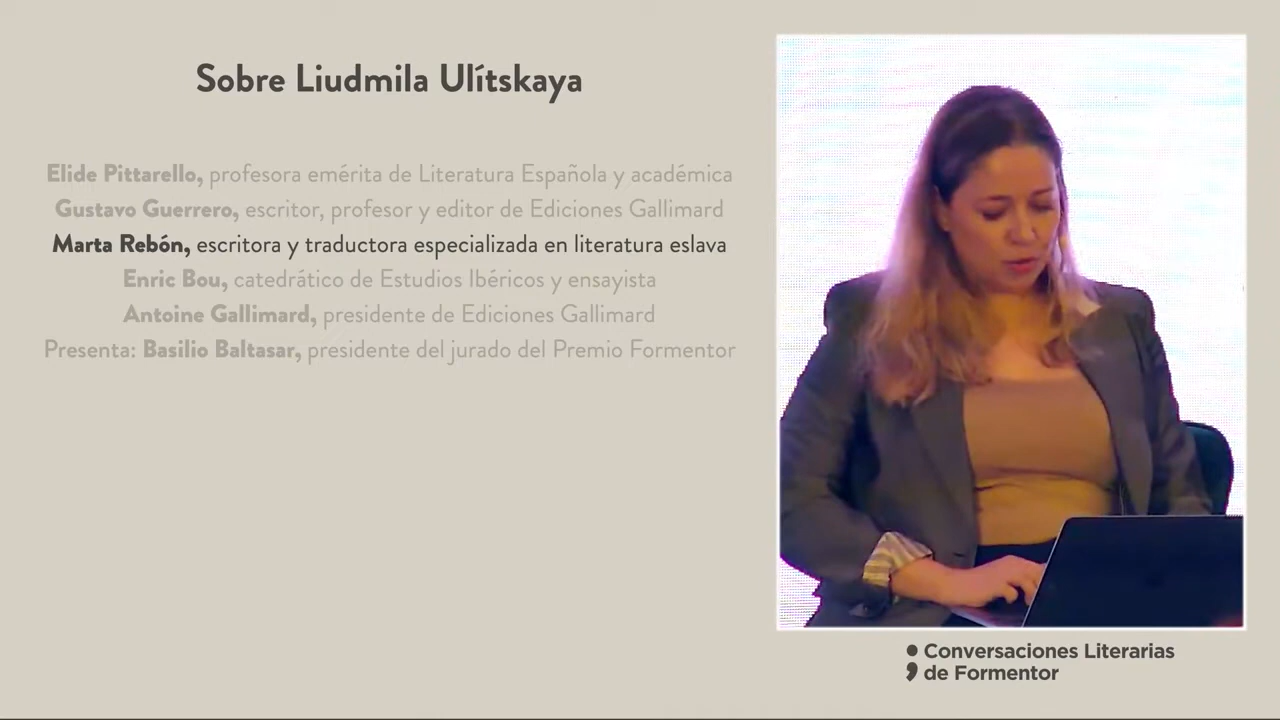 Sobre Liudmila Ulítskaya
Elide Pittarello, profesora emérita de Literatura Española y académica
Gustavo Guerrero, escritor, profesor y editor de Ediciones Gallimard
Marta Rebón, escritora y traductora especializada en literatura eslava
Enric Bou, catedrático de Estudios Ibéricos y ensayista
Antoine Gallimard, presidente de Ediciones Gallimard
Presenta: Basilio Baltasar, presidente del jurado del Premio Formentor
Conversaciones Literarias
de Formentor